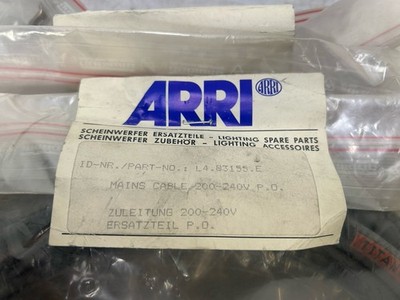 ARRI ARRI
SCHEINWERFER ERSATZTEILE - LIGHTING SPARE PARTS
SCHEINWERFER ZUBEHÖR - LIGHTING ACCESSOIRES
ID-NR./PART-NO.: L4.N3155.E
MAINS CABLE 200-240V P.O.
ZULEITUNG 200-240V
ERSATZTEIL P.O.